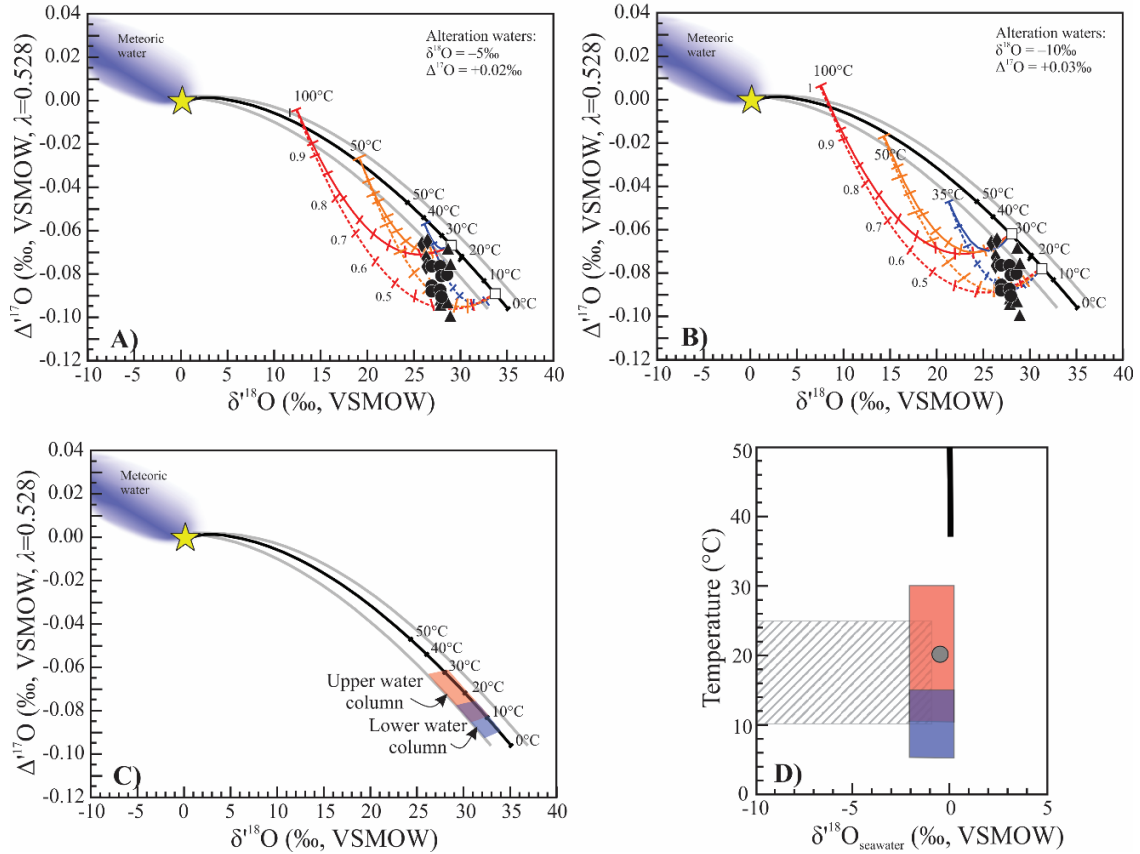 0.04
0.02
0.00
-0.02
-0.04
-0.06
-0.08
-0.10
-0.12
Δ'¹⁷O (‰, VSMOW, λ=0.528)
Meteoric
water
Alteration waters:
δ¹⁸O = –5‰
Δ¹⁷O = +0.02‰
100°C
1
0.9
0.8
0.7
0.6
0.5
50°C
35°C
50°C
40°C
30°C
20°C
10°C
0°C
A)
-10 -5 0 5 10 15 20 25 30 35 40
δ'¹⁸O (‰, VSMOW)
0.04
0.02
0.00
-0.02
-0.04
-0.06
-0.08
-0.10
-0.12
Δ'¹⁷O (‰, VSMOW, λ=0.528)
Meteoric
water
Alteration waters:
δ¹⁸O = –10‰
Δ¹⁷O = +0.03‰
100°C
1
0.9
0.8
0.7
0.6
0.5
50°C
35°C
50°C
40°C
30°C
20°C
10°C
0°C
B)
-10 -5 0 5 10 15 20 25 30 35 40
δ'¹⁸O (‰, VSMOW)
0.04
0.02
0.00
-0.02
-0.04
-0.06
-0.08
-0.10
-0.12
Δ'¹⁷O (‰, VSMOW, λ=0.528)
Meteoric
water
50°C
40°C
30°C
20°C
10°C
0°C
Upper water
column
Lower water
column
C)
-10 -5 0 5 10 15 20 25 30 35 40
δ'¹⁸O (‰, VSMOW)
50
40
30
20
10
0
Temperature (°C)
D)
-10 -5 0 5
δ'¹⁸Oseawater (‰, VSMOW)